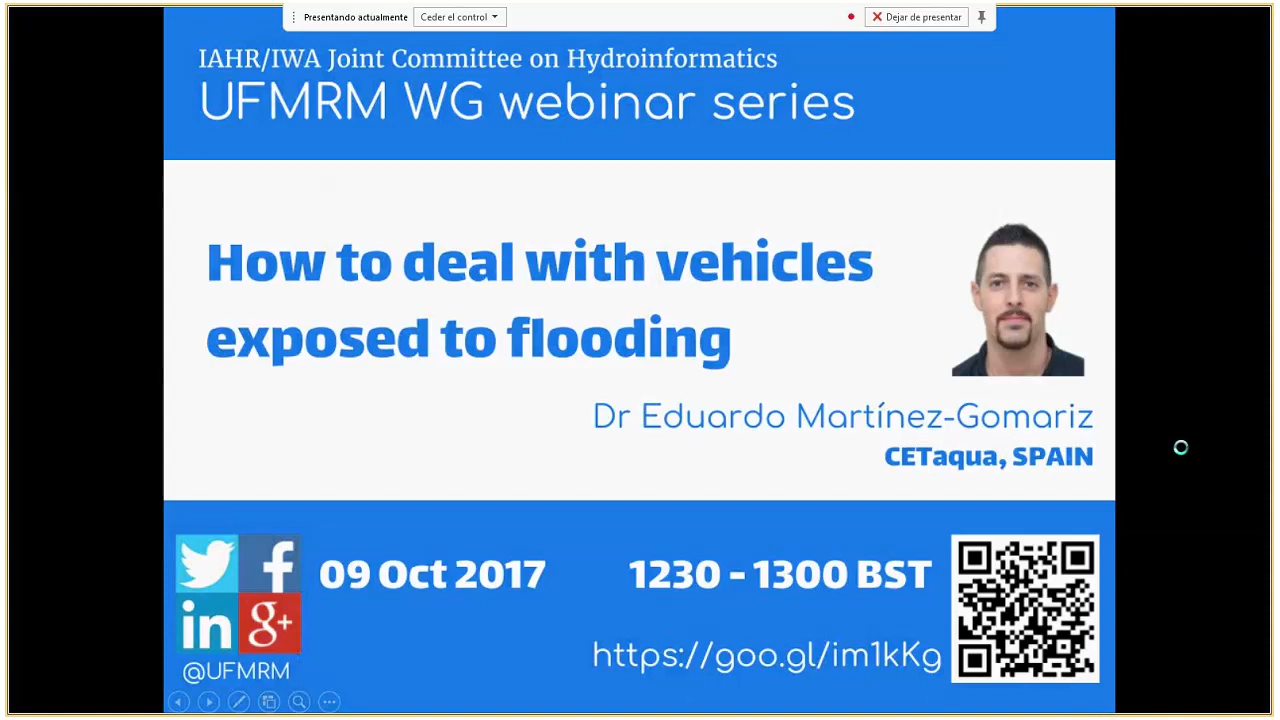 Presentando actualmente Ceder el control Dejar de presentar
IAHR/IWA Joint Committee on Hydroinformatics
UFMRM WG webinar series
How to deal with vehicles
exposed to flooding
Dr Eduardo Martínez-Gomariz
CETaqua, SPAIN
09 Oct 2017 1230 - 1300 BST
https://goo.gl/im1kKg
@UFMRM